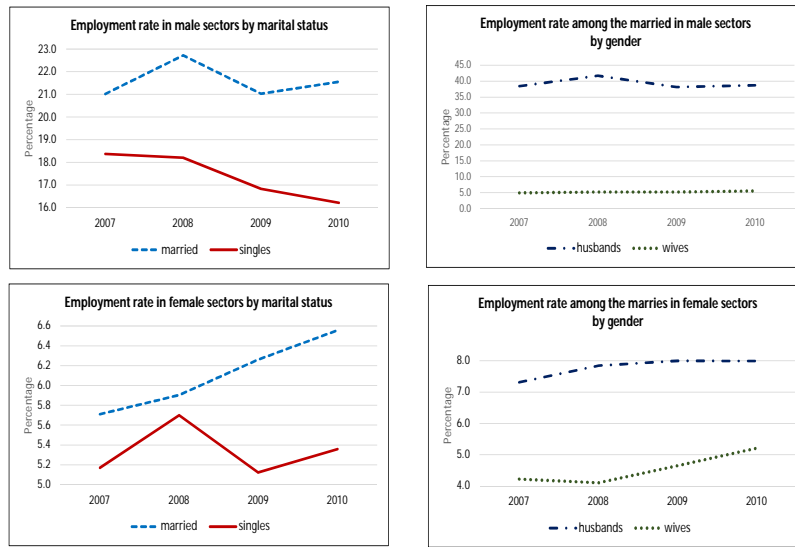 Employment rate in male sectors by marital status
23.0
22.0
21.0
20.0
19.0
18.0
17.0
16.0
Percentage
2007 2008 2009 2010
married singles
Employment rate among the married in male sectors
by gender
45.0
40.0
35.0
30.0
25.0
20.0
15.0
10.0
5.0
0.0
Percentage
2007 2008 2009 2010
husbands wives
Employment rate in female sectors by marital status
6.6
6.4
6.2
6.0
5.8
5.6
5.4
5.2
5.0
Percentage
2007 2008 2009 2010
married singles
Employment rate among the marries in female sectors
by gender
8.0
7.0
6.0
5.0
4.0
Percentage
2007 2008 2009 2010
husbands wives